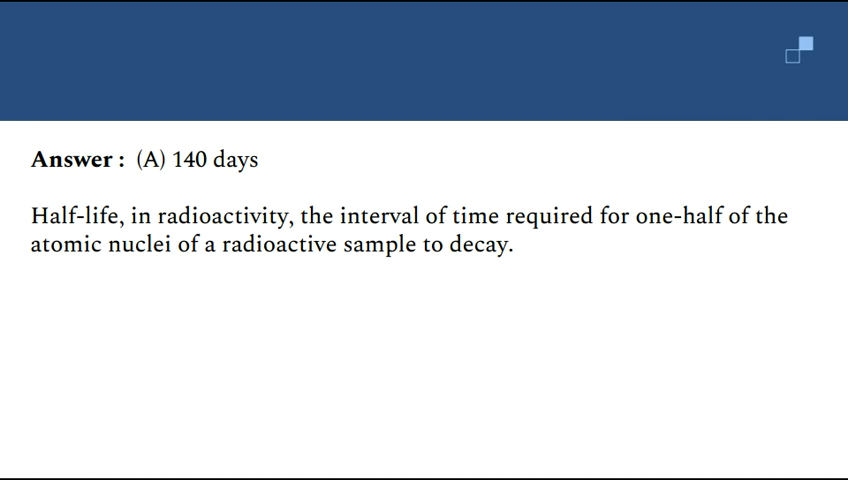 Answer : (A) 140 days
Half-life, in radioactivity, the interval of time required for one-half of the
atomic nuclei of a radioactive sample to decay.